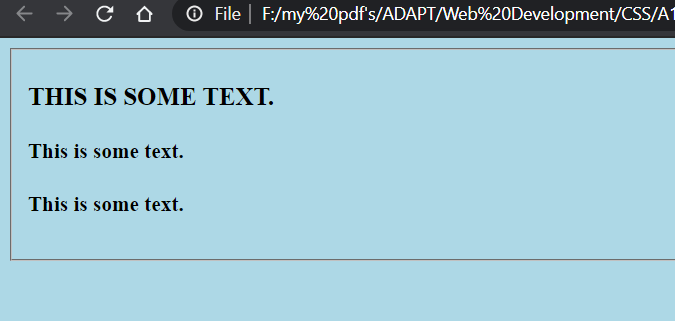 File F:/my%20pdf's/ADAPT/Web%20Development/CSS/A1
THIS IS SOME TEXT.
This is some text.
This is some text.